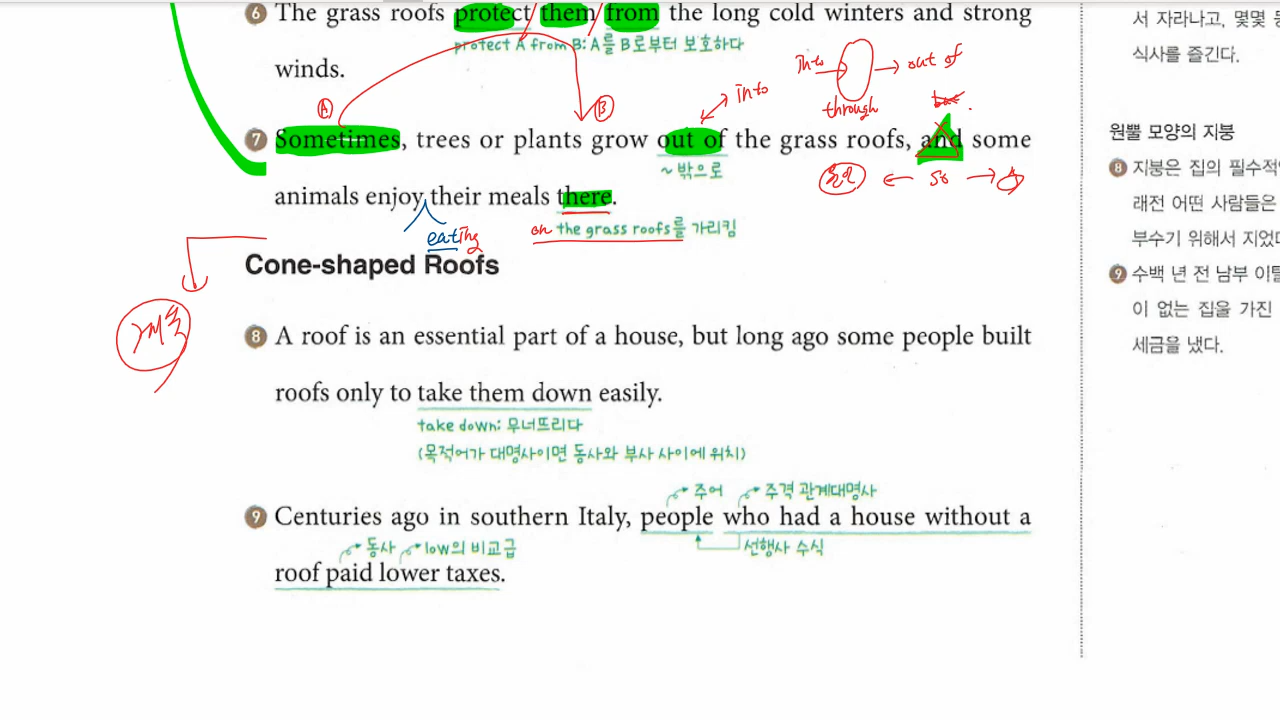 6 The grass roofs protect them from the long cold winters and strong
protect A from B: A를 B로부터 보호하다
winds.
into → out of
through
into
A
B
but.
7 Sometimes, trees or plants grow out of the grass roofs, and some
~ 밖으로
so
animals enjoy their meals there.
eating
on the grass roofs를 가리킴
Cone-shaped Roofs
8 A roof is an essential part of a house, but long ago some people built
roofs only to take them down easily.
take down: 무너뜨리다
(목적어가 대명사이면 동사와 부사 사이에 위치)
주어
주격 관계대명사
9 Centuries ago in southern Italy, people who had a house without a
동사
low의 비교급
선행사 수식
roof paid lower taxes.
서 자라나고, 몇몇
식사를 즐긴다.
원뿔 모양의 지붕
8 지붕은 집의 필수적
래전 어떤 사람들은
부수기 위해서 지었다
9 수백 년 전 남부 이탈
이 없는 집을 가진
세금을 냈다.